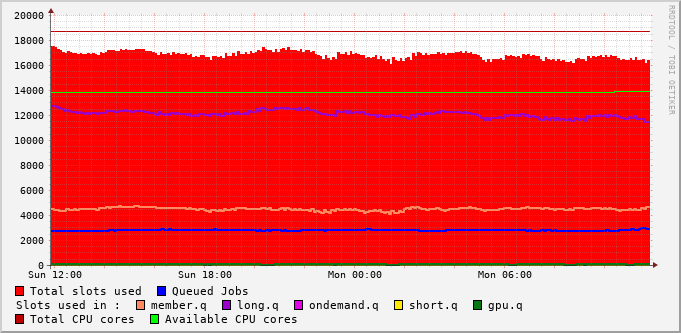 20000
18000
16000
14000
12000
10000
8000
6000
4000
2000
0
Sun 12:00 Sun 18:00 Mon 00:00 Mon 06:00
Total slots used Queued Jobs
Slots used in : member.q long.q ondemand.q short.q gpu.q
Total CPU cores Available CPU cores
RRDTOOL / TOBI OETIKER